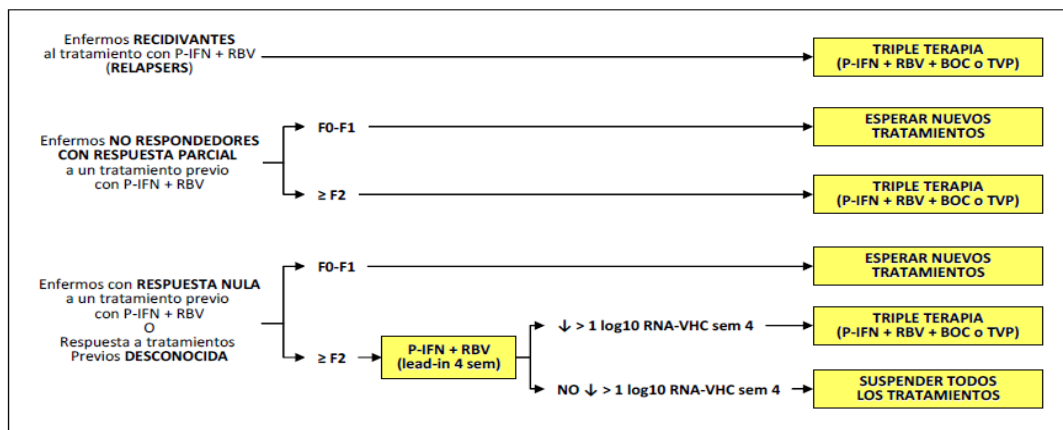 Enfermos RECIDIVANTES
al tratamiento con P-IFN + RBV
(RELAPSERS)
TRIPLE TERAPIA
(P-IFN + RBV + BOC o TVP)
Enfermos NO RESPONDEDORES
CON RESPUESTA PARCIAL
a un tratamiento previo
con P-IFN + RBV
F0-F1
ESPERAR NUEVOS
TRATAMIENTOS
≥ F2
TRIPLE TERAPIA
(P-IFN + RBV + BOC o TVP)
Enfermos con RESPUESTA NULA
a un tratamiento previo
con P-IFN + RBV
O
Respuesta a tratamientos
Previos DESCONOCIDA
F0-F1
ESPERAR NUEVOS
TRATAMIENTOS
≥ F2
P-IFN + RBV
(lead-in 4 sem)
↓ > 1 log10 RNA-VHC sem 4
TRIPLE TERAPIA
(P-IFN + RBV + BOC o TVP)
NO ↓ > 1 log10 RNA-VHC sem 4
SUSPENDER TODOS
LOS TRATAMIENTOS